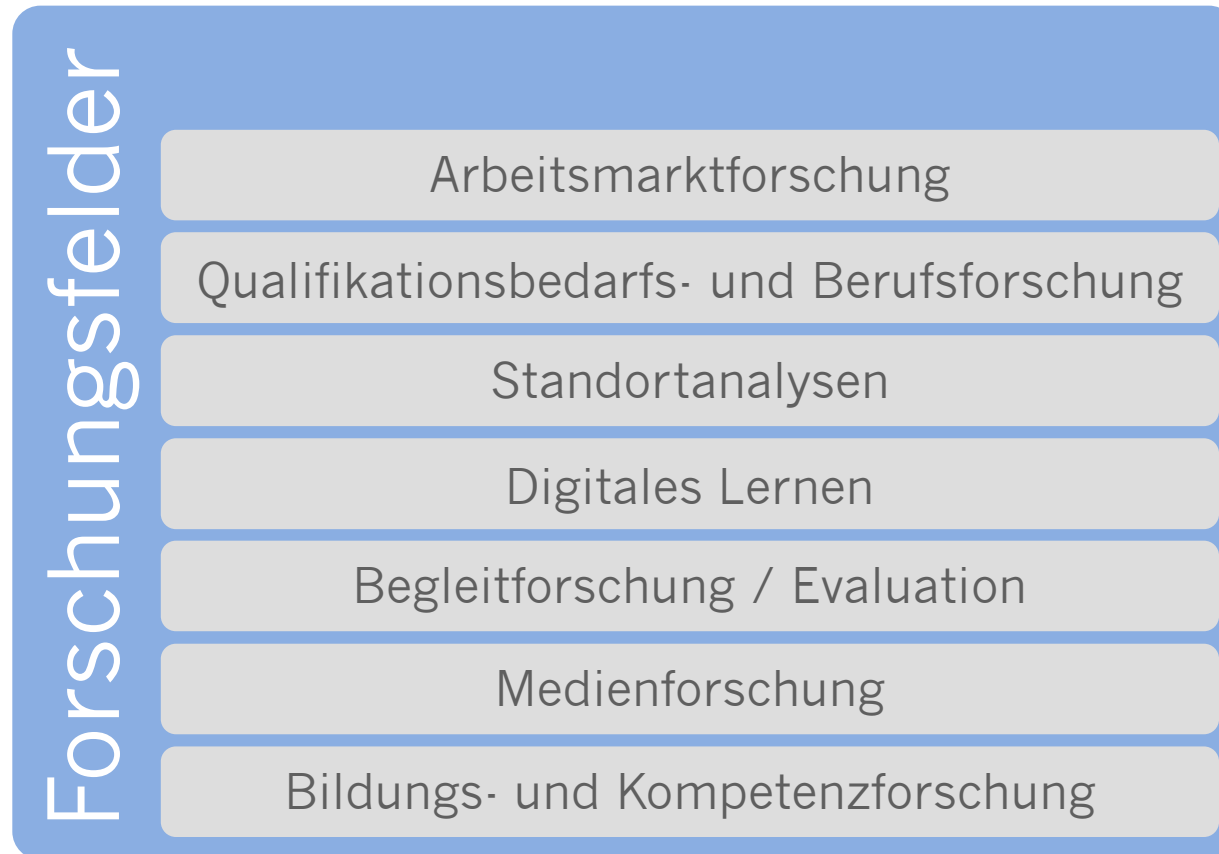 Forschungsfelder
Arbeitsmarktforschung
Qualifikationsbedarfs- und Berufsforschung
Standortanalysen
Digitales Lernen
Begleitforschung / Evaluation
Medienforschung
Bildungs- und Kompetenzforschung